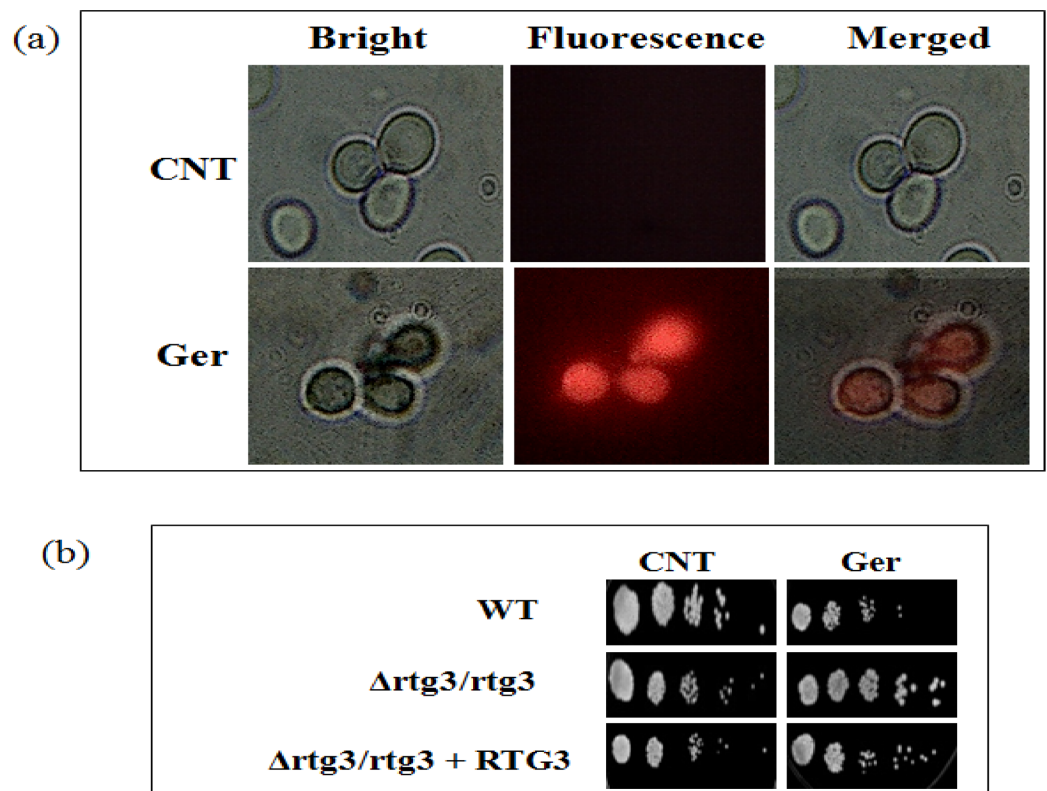 (a)
Bright Fluorescence Merged
CNT
Ger
(b)
CNT Ger
WT
Δrtg3/rtg3
Δrtg3/rtg3 + RTG3